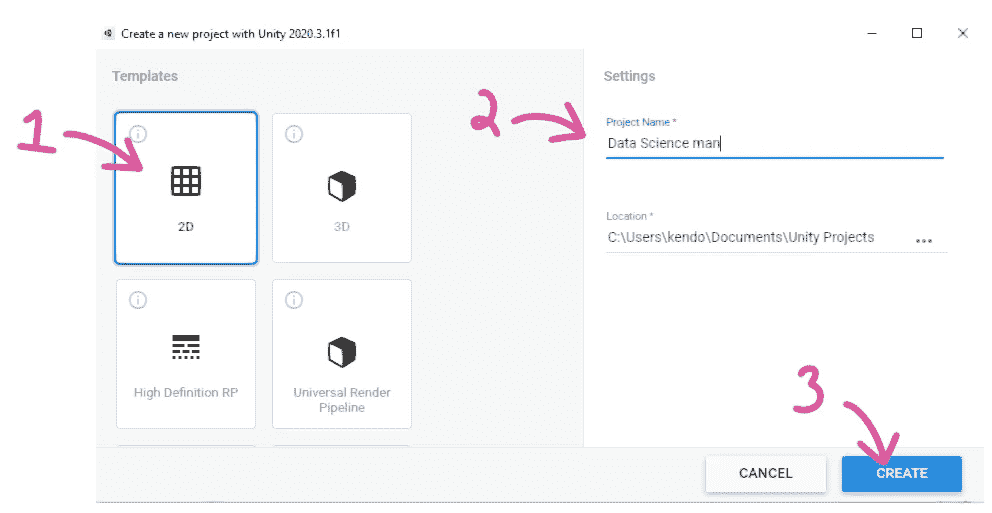 Create a new project with Unity 2020.3.1f1
Templates
1
2D
3D
High Definition RP
Universal Render
Pipeline
Settings
2
Project Name *
Data Science man
Location *
C:\Users\kendo\Documents\Unity Projects
...
3
CANCEL
CREATE